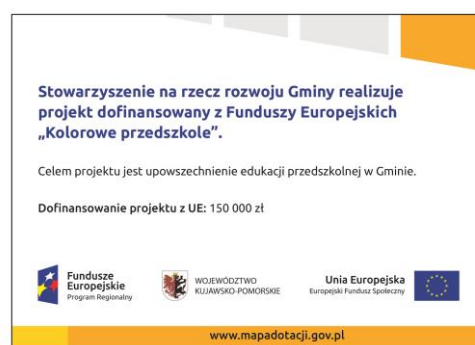 Stowarzyszenie na rzecz rozwoju Gminy realizuje
projekt dofinansowany z Funduszy Europejskich
„Kolorowe przedszkole”.
Celem projektu jest upowszechnienie edukacji przedszkolnej w Gminie.
Dofinansowanie projektu z UE: 150 000 zł
Fundusze
Europejskie
Program Regionalny
WOJEWÓDZTWO
KUJAWSKO-POMORSKIE
Unia Europejska
Europejski Fundusz Społeczny
www.mapadotacji.gov.pl